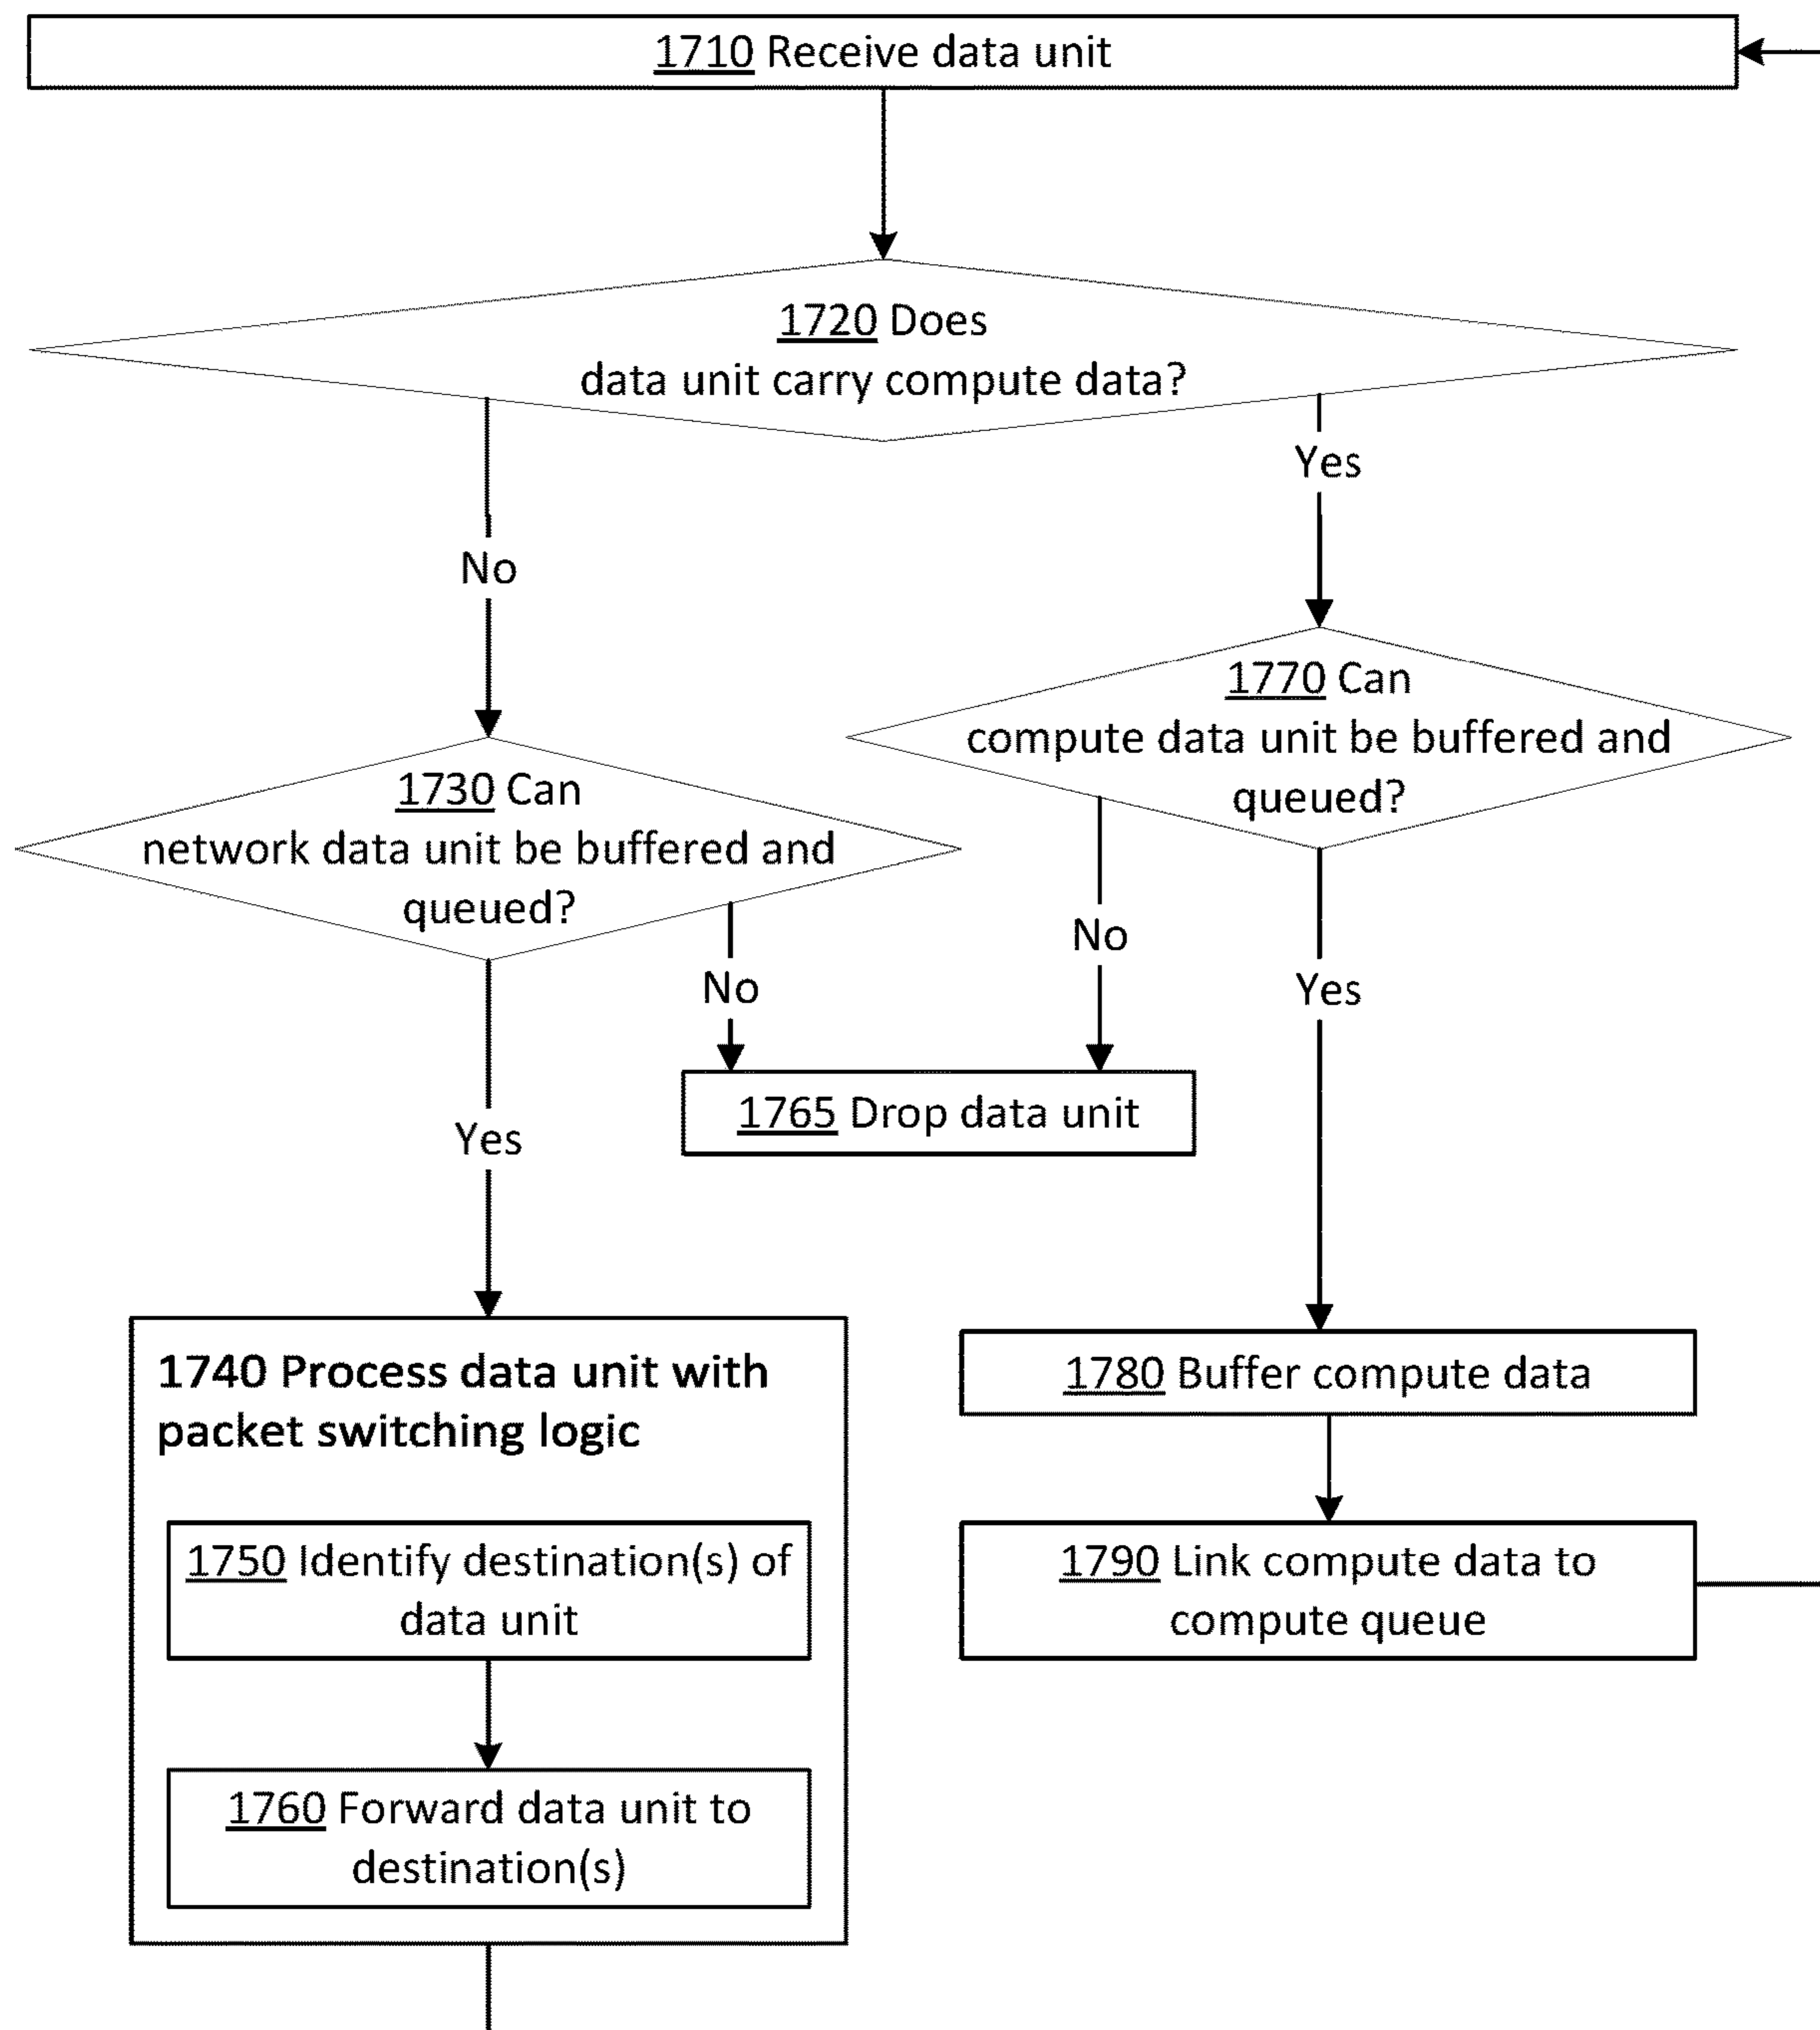 1710 Receive data unit
1720 Does
data unit carry compute data?
No
Yes
1730 Can
network data unit be buffered and
queued?
1770 Can
compute data unit be buffered and
queued?
No
No
Yes
Yes
1765 Drop data unit
1740 Process data unit with
packet switching logic
1750 Identify destination(s) of
data unit
1760 Forward data unit to
destination(s)
1780 Buffer compute data
1790 Link compute data to
compute queue